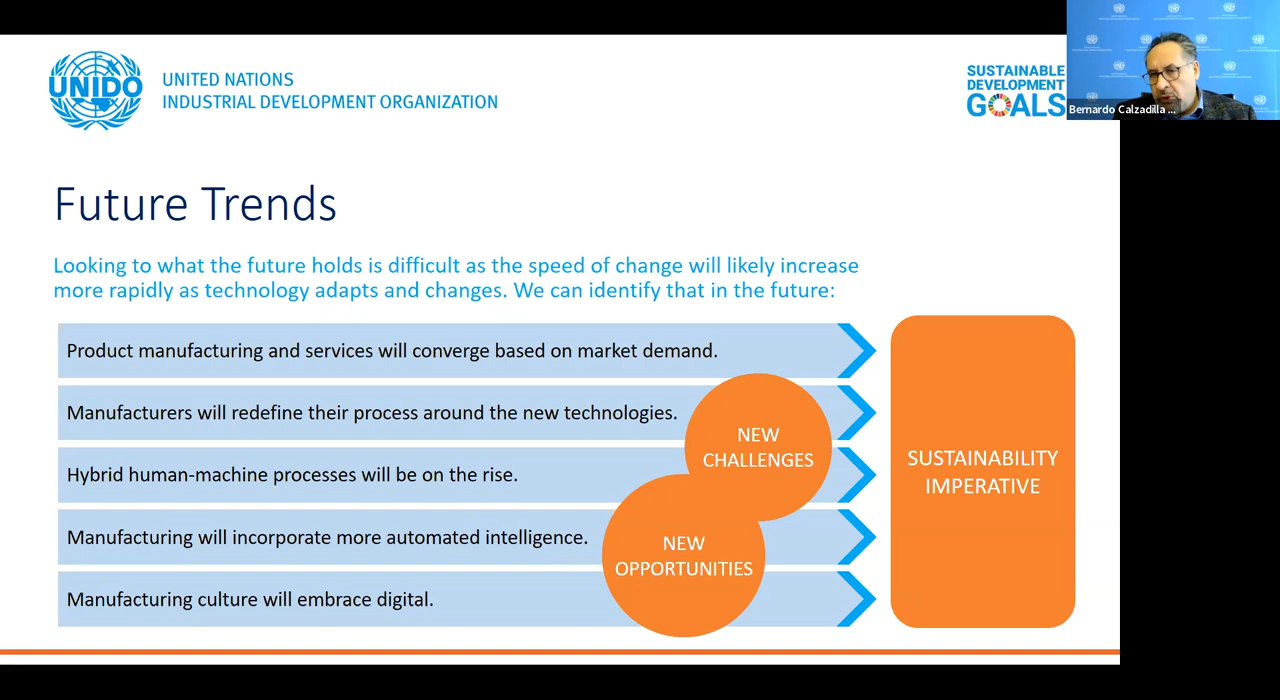 UNIDO
UNITED NATIONS
INDUSTRIAL DEVELOPMENT ORGANIZATION
SUSTAINABLE
DEVELOPMENT
GOALS
Bernardo Calzadilla ...
Future Trends
Looking to what the future holds is difficult as the speed of change will likely increase
more rapidly as technology adapts and changes. We can identify that in the future:
Product manufacturing and services will converge based on market demand.
Manufacturers will redefine their process around the new technologies.
Hybrid human-machine processes will be on the rise.
Manufacturing will incorporate more automated intelligence.
Manufacturing culture will embrace digital.
NEW
CHALLENGES
NEW
OPPORTUNITIES
SUSTAINABILITY
IMPERATIVE